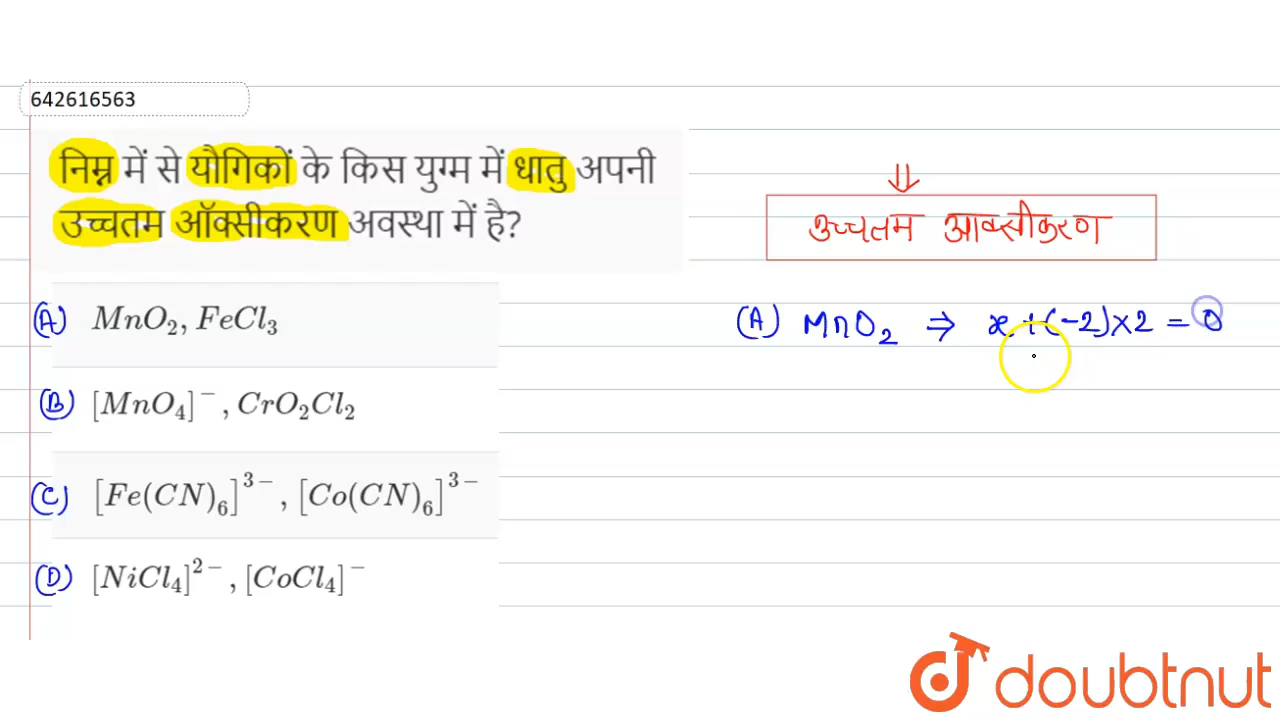 642616563
निम्न में से यौगिकों के किस युग्म में धातु अपनी
उच्चतम ऑक्सीकरण अवस्था में है?
(A) MnO₂, FeCl₃
(B) [MnO₄]⁻, CrO₂Cl₂
(C) [Fe(CN)₆]³⁻, [Co(CN)₆]³⁻
(D) [NiCl₄]²⁻, [CoCl₄]⁻
⇓
उच्चतम आक्सीकरण
(A) MnO₂ ⇒ x + (-2)×2 = 0
doubtnut